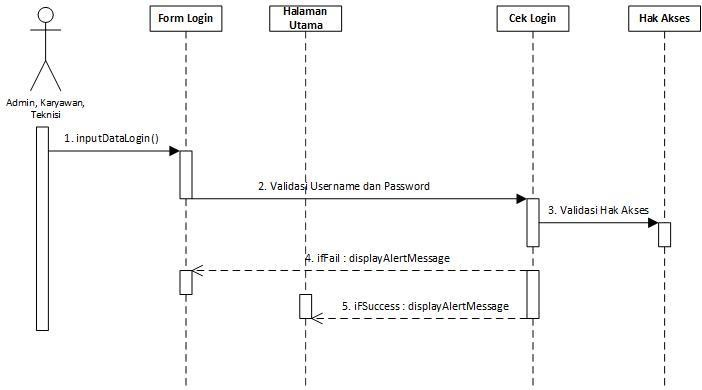 Form Login
Halaman
Utama
Cek Login
Hak Akses
Admin, Karyawan,
Teknisi
1. inputDataLogin()
2. Validasi Username dan Password
3. Validasi Hak Akses
4. ifFail : displayAlertMessage
5. iFSuccess : displayAlertMessage